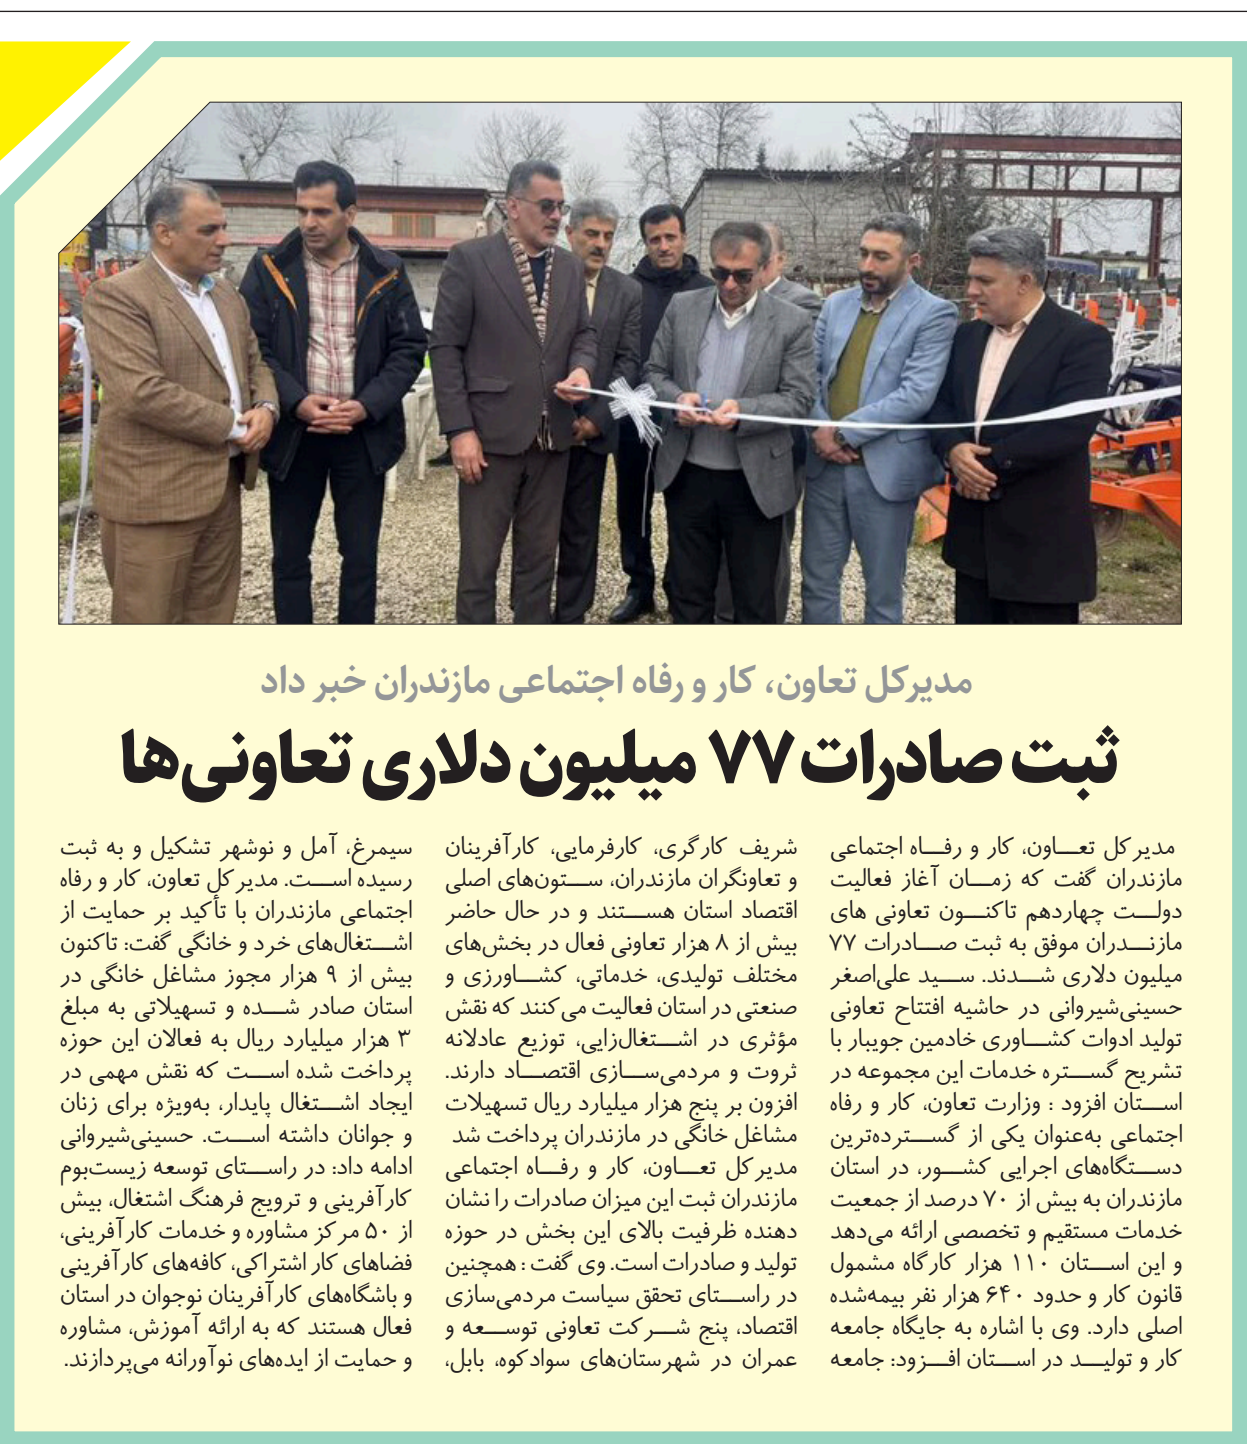 مدیرکل تعاون، کار و رفاه اجتماعی مازندران خبر داد
ثبت صادرات ۷۷ میلیون دلاری تعاونی‌ها
مدیرکل تعـــاون، کار و رفـــاه اجتماعی
مازندران گفت که زمـــان آغاز فعالیت
دولـــت چهاردهم تاکنـــون تعاونی های
مازنـــدران موفق به ثبت صـــادرات ۷۷
میلیون دلاری شـــدند. ســـید علی‌اصغر
حسینی‌شیروانی در حاشیه افتتاح تعاونی
تولید ادوات کشـــاوری خادمین جویبار با
تشریح گســـتره خدمات این مجموعه در
اســـتان افزود : وزارت تعاون، کار و رفاه
اجتماعی به‌عنوان یکی از گســـترده‌ترین
دســـتگاه‌های اجرایی کشـــور، در استان
مازندران به بیش از ۷۰ درصد از جمعیت
خدمات مستقیم و تخصصی ارائه می‌دهد
و این اســـتان ۱۱۰ هزار کارگاه مشمول
قانون کار و حدود ۶۴۰ هزار نفر بیمه‌شده
اصلی دارد. وی با اشاره به جایگاه جامعه
کار و تولیـــد در اســـتان افـــزود: جامعه
شریف کارگری، کارفرمایی، کارآفرینان
و تعاونگران مازندران، ســـتون‌های اصلی
اقتصاد استان هســـتند و در حال حاضر
بیش از ۸ هزار تعاونی فعال در بخش‌های
مختلف تولیدی، خدماتی، کشـــاورزی و
صنعتی در استان فعالیت می‌کنند که نقش
مؤثری در اشـــتغال‌زایی، توزیع عادلانه
ثروت و مردمی‌ســـازی اقتصـــاد دارند.
افزون بر پنج هزار میلیارد ریال تسهیلات
مشاغل خانگی در مازندران پرداخت شد
مدیرکل تعـــاون، کار و رفـــاه اجتماعی
مازندران ثبت این میزان صادرات را نشان
دهنده ظرفیت بالای این بخش در حوزه
تولید و صادرات است. وی گفت : همچنین
در راســـتای تحقق سیاست مردمی‌سازی
اقتصاد، پنج شـــرکت تعاونی توســـعه و
عمران در شهرستان‌های سوادکوه، بابل،
سیمرغ، آمل و نوشهر تشکیل و به ثبت
رسیده اســـت. مدیرکل تعاون، کار و رفاه
اجتماعی مازندران با تأکید بر حمایت از
اشـــتغال‌های خرد و خانگی گفت: تاکنون
بیش از ۹ هزار مجوز مشاغل خانگی در
استان صادر شـــده و تسهیلاتی به مبلغ
۳ هزار میلیارد ریال به فعالان این حوزه
پرداخت شده اســـت که نقش مهمی در
ایجاد اشـــتغال پایدار، به‌ویژه برای زنان
و جوانان داشته اســـت. حسینی‌شیروانی
ادامه داد: در راســـتای توسعه زیست‌بوم
کارآفرینی و ترویج فرهنگ اشتغال، بیش
از ۵۰ مرکز مشاوره و خدمات کارآفرینی،
فضاهای کار اشتراکی، کافه‌های کارآفرینی
و باشگاه‌های کارآفرینان نوجوان در استان
فعال هستند که به ارائه آموزش، مشاوره
و حمایت از ایده‌های نوآورانه می‌پردازند.